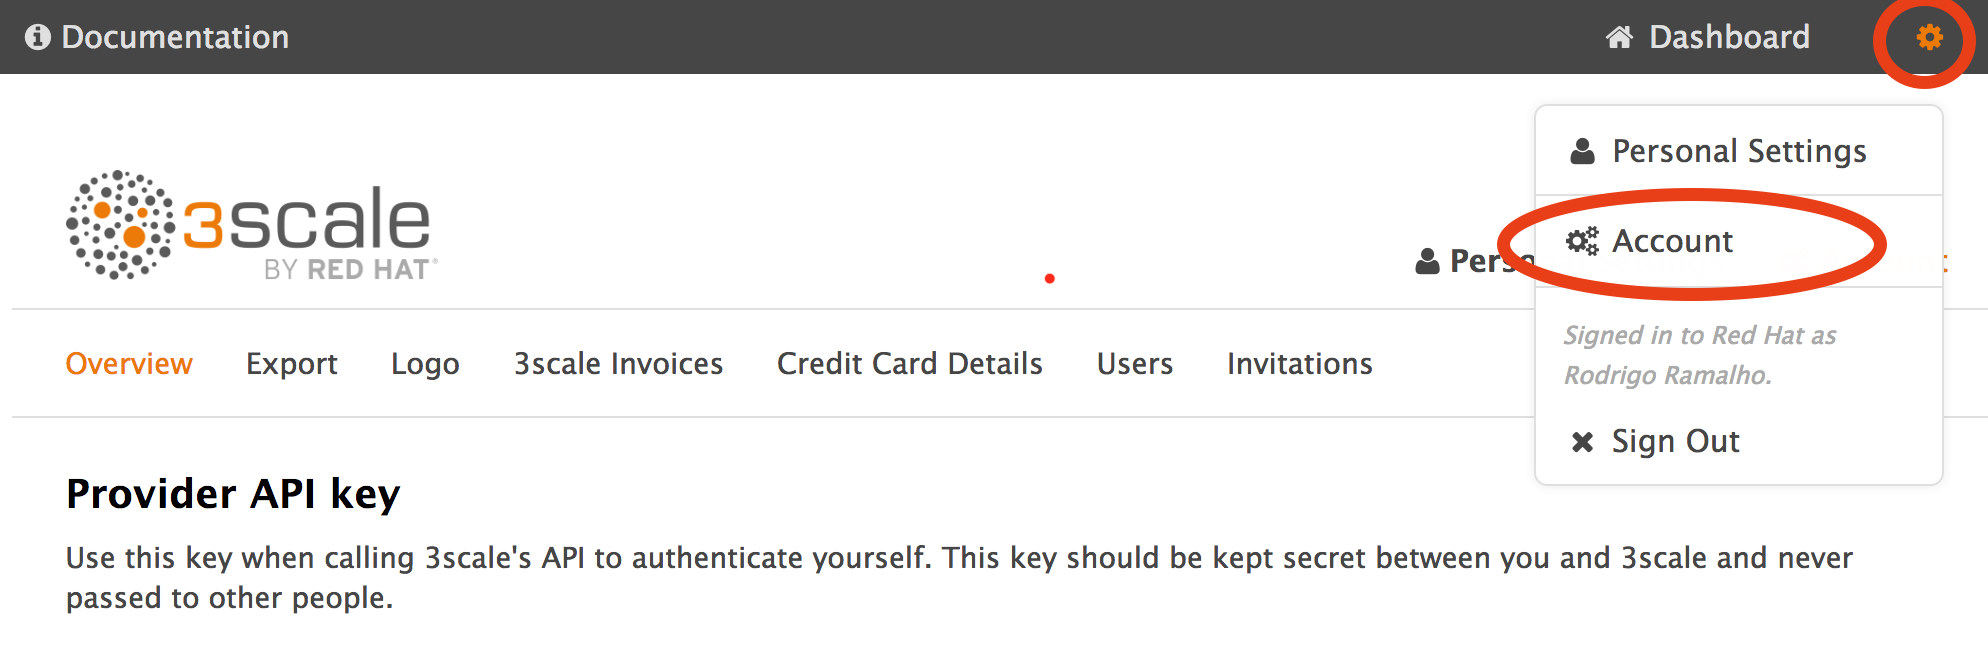 Documentation
Dashboard
Personal Settings
3scale
BY RED HAT
Account
Signed in to Red Hat as
Rodrigo Ramalho.
Sign Out
Overview Export Logo 3scale Invoices Credit Card Details Users Invitations
Provider API key
Use this key when calling 3scale's API to authenticate yourself. This key should be kept secret between you and 3scale and never
passed to other people.